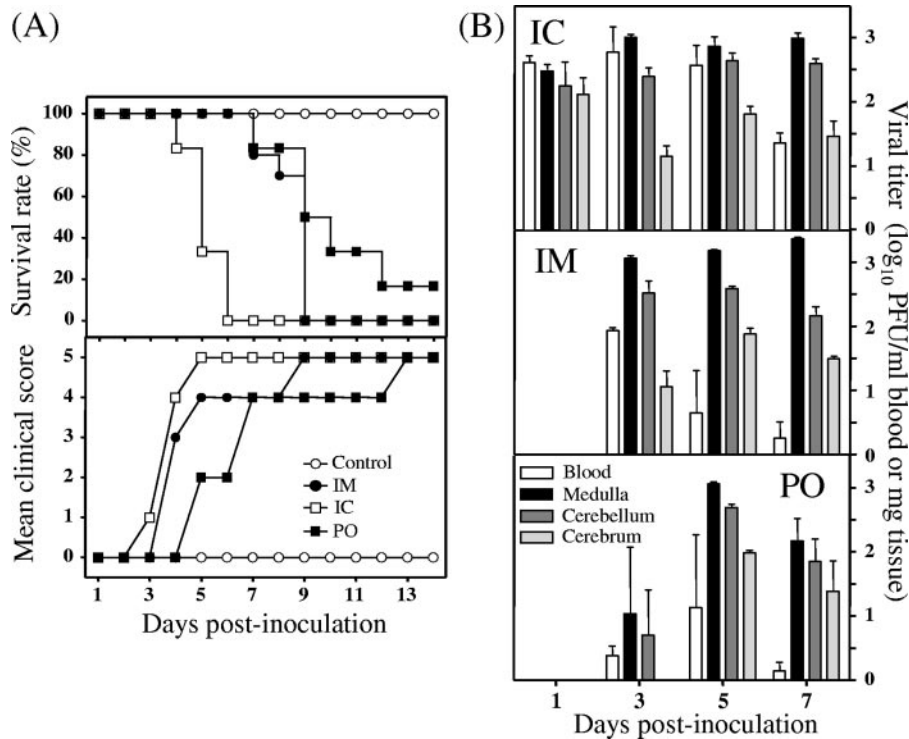 (A)
Survival rate (%)
100
80
60
40
20
0
Mean clinical score
5
4
3
2
1
0
Control
IM
IC
PO
1 3 5 7 9 11 13
Days post-inoculation
(B)
IC
3
2
1
0
IM
3
2
1
0
PO
Blood
Medulla
Cerebellum
Cerebrum
3
2
1
0
1 3 5 7
Days post-inoculation
Viral titer (log10 PFU/ml blood or mg tissue)